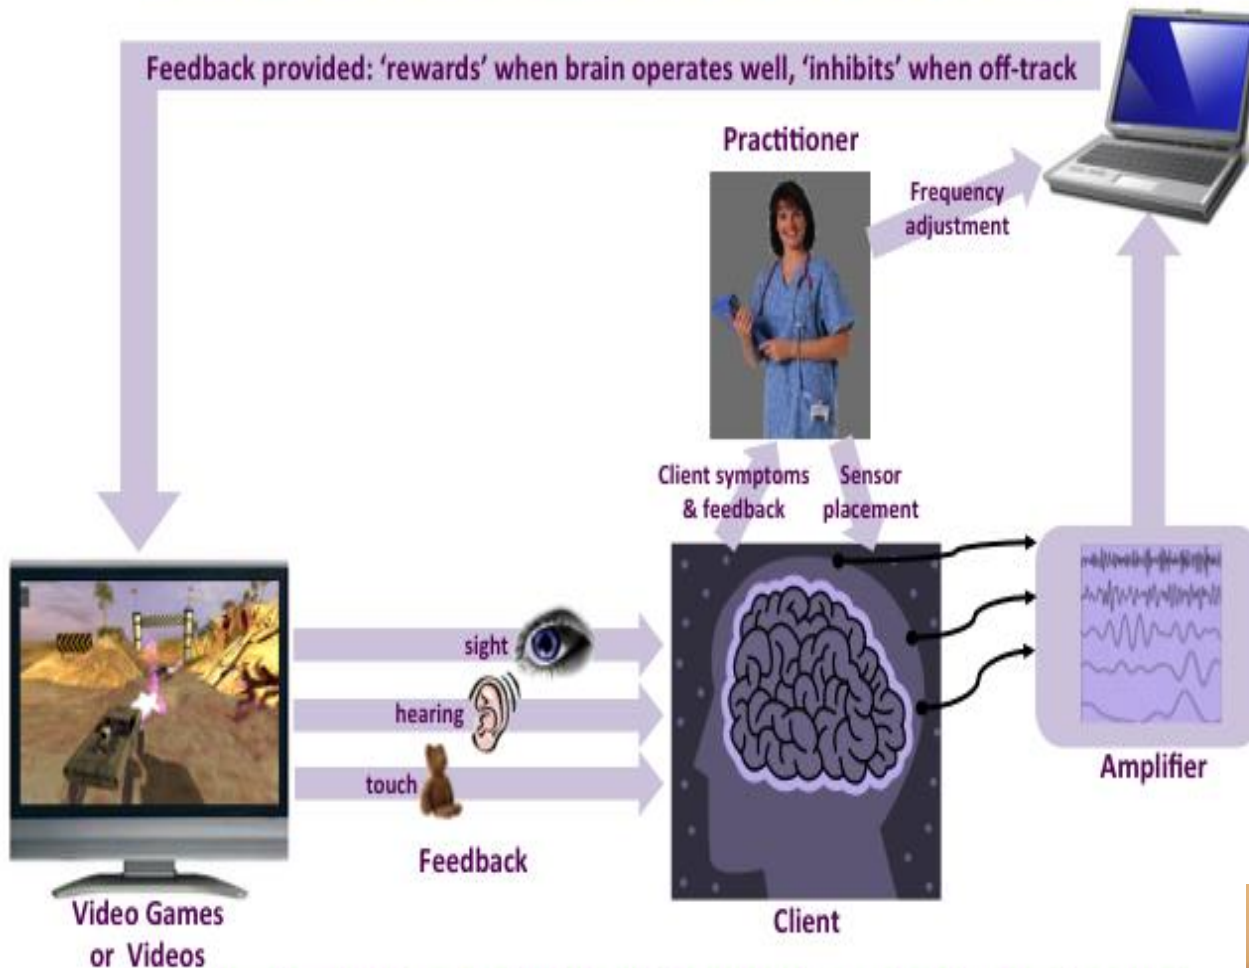 Feedback provided: ‘rewards’ when brain operates well, ‘inhibits’ when off-track
Practitioner
Frequency
adjustment
Client symptoms
& feedback
Sensor
placement
sight
hearing
touch
Feedback
Amplifier
Client
Video Games
or Videos